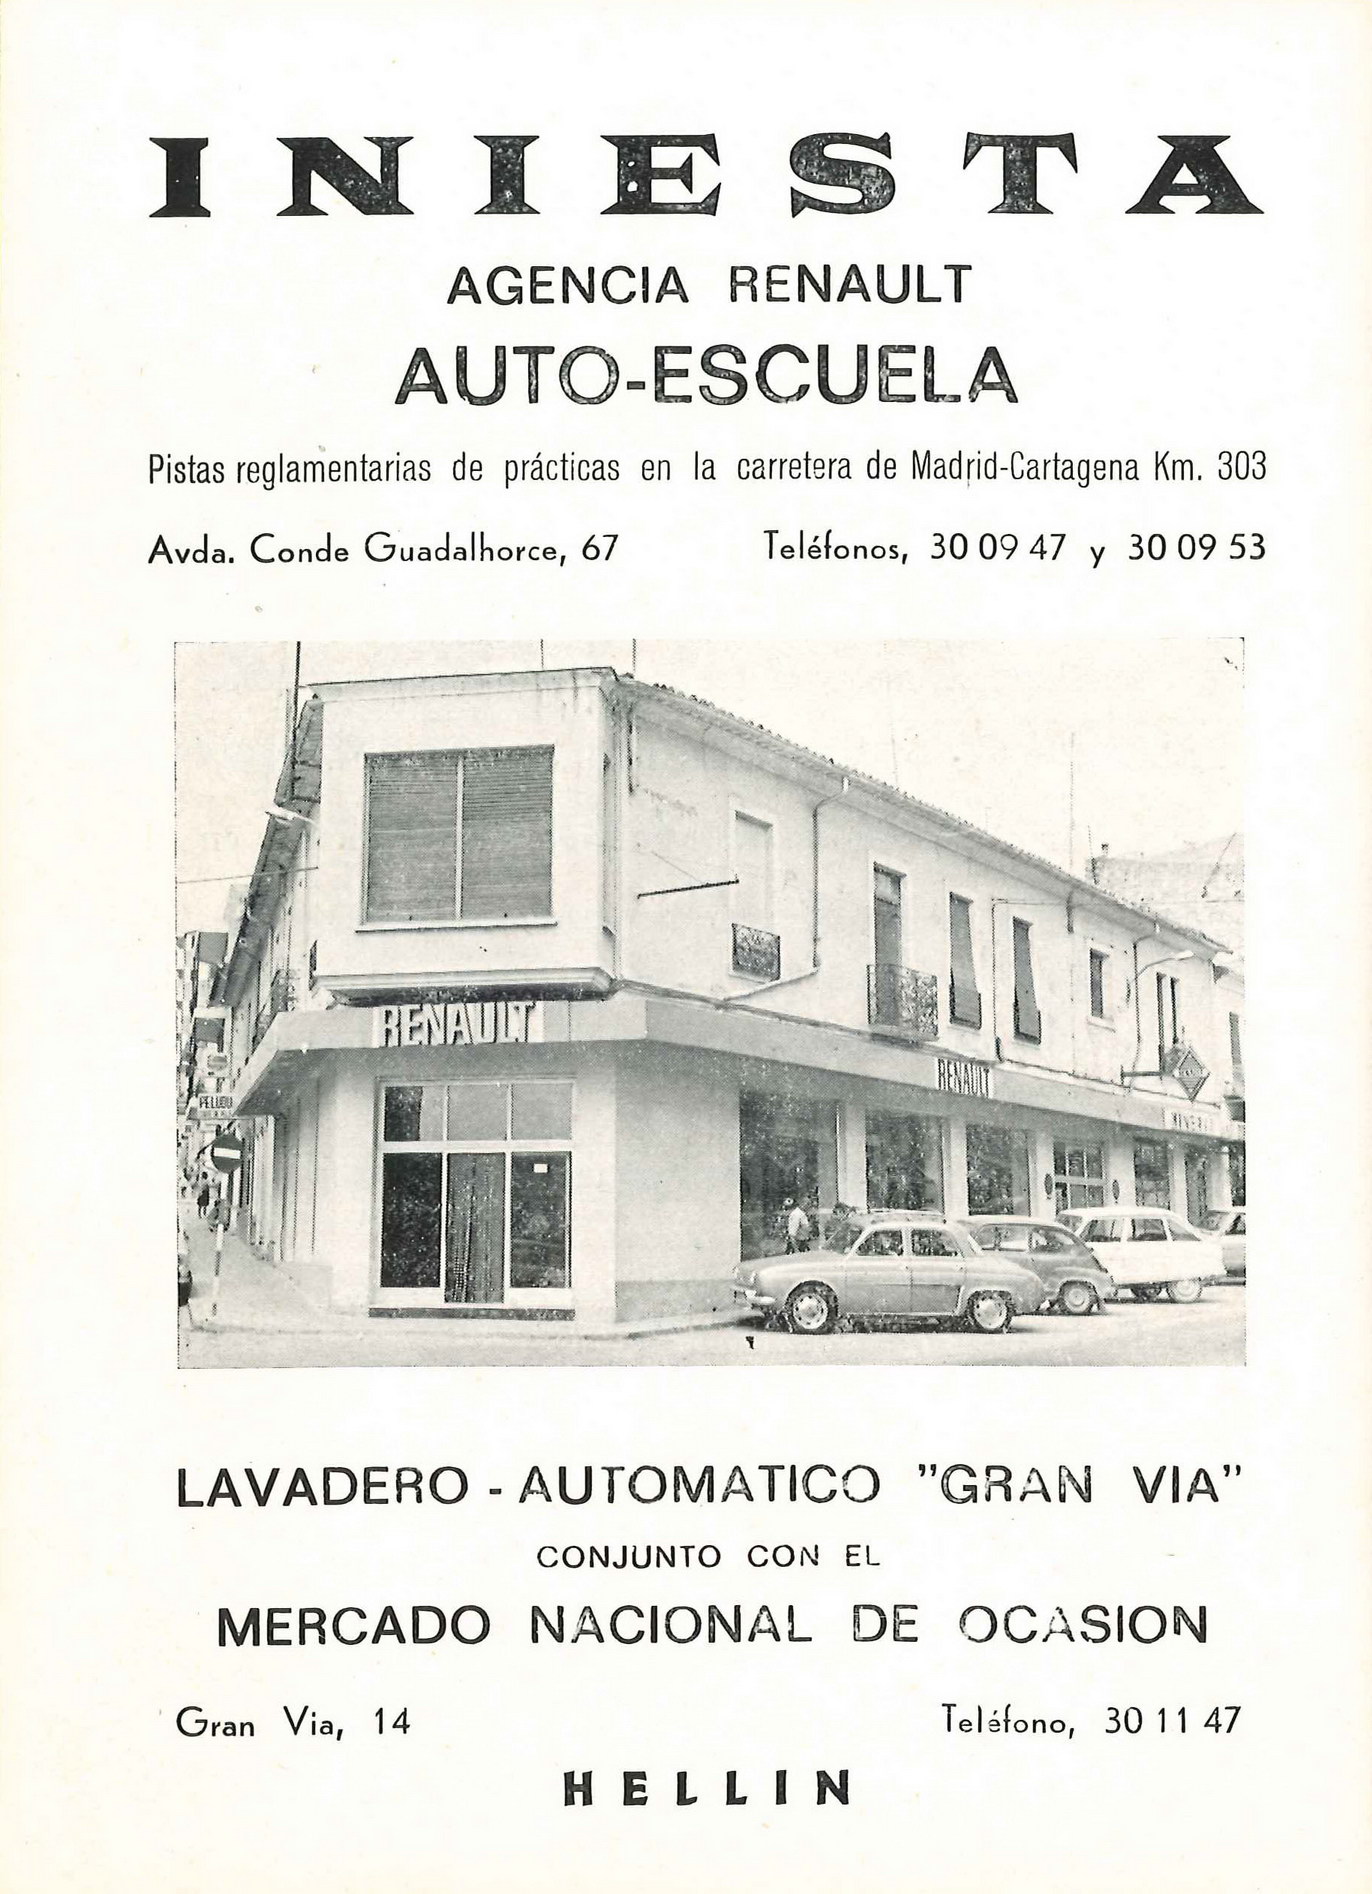 INIESTA
AGENCIA RENAULT
AUTO-ESCUELA
Pistas reglamentarias de prácticas en la carretera de Madrid-Cartagena Km. 303
Avda. Conde Guadalhorce, 67 Teléfonos, 30 09 47 y 30 09 53
RENAULT
RENAULT
PELUQU
LAVADERO - AUTOMATICO "GRAN VIA"
CONJUNTO CON EL
MERCADO NACIONAL DE OCASION
Gran Via, 14 Teléfono, 30 11 47
HELLIN